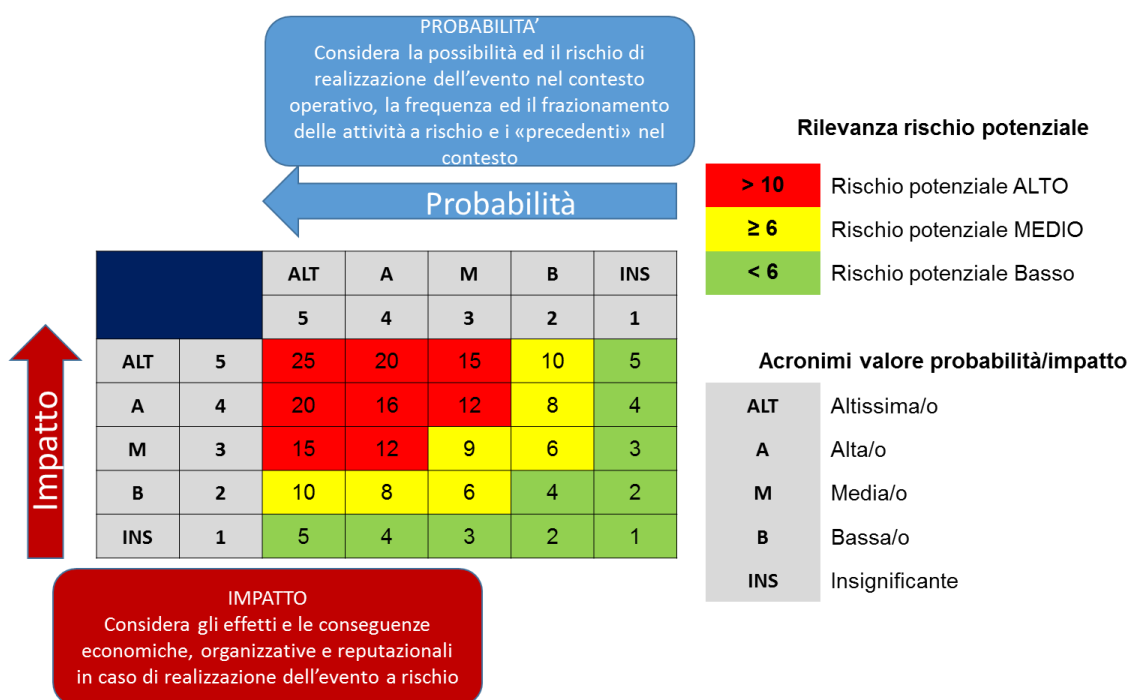 PROBABILITA’
Considera la possibilità ed il rischio di
realizzazione dell’evento nel contesto
operativo, la frequenza ed il frazionamento
delle attività a rischio e i «precedenti» nel
contesto
Probabilità
Rilevanza rischio potenziale
> 10 Rischio potenziale ALTO
≥ 6 Rischio potenziale MEDIO
< 6 Rischio potenziale Basso
ALT A M B INS
5 4 3 2 1
ALT 5 25 20 15 10 5
A 4 20 16 12 8 4
M 3 15 12 9 6 3
B 2 10 8 6 4 2
INS 1 5 4 3 2 1
Impatto
Acronimi valore probabilità/impatto
ALT Altissima/o
A Alta/o
M Media/o
B Bassa/o
INS Insignificante
IMPATTO
Considera gli effetti e le conseguenze
economiche, organizzative e reputazionali
in caso di realizzazione dell’evento a rischio